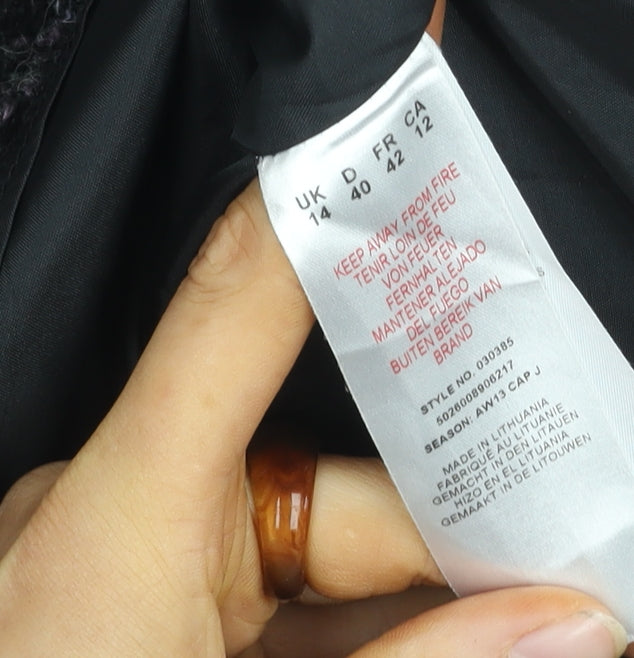 UK D FR CA
14 40 42 12
KEEP AWAY FROM FIRE
TENIR LOIN DE FEU
VON FEUER
FERNHALTEN
MANTENER ALEJADO
DEL FUEGO
BUITEN BEREIK VAN
BRAND
STYLE NO. 030385
5026008906217
SEASON: AW13 CAP J
MADE IN LITHUANIA
FABRIQUÉ AU LITUANIE
GEMACHT IN DEN LITAUEN
HIZO EN EL LITUANIA
GEMAAKT IN DE LITOUWEN